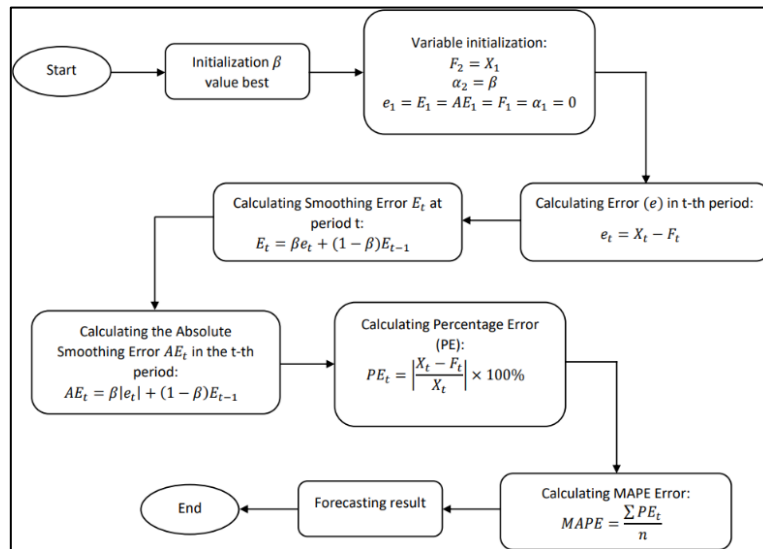 Start
Initialization β
value best
Variable initialization:
F₂ = X₁
α₂ = β
e₁ = E₁ = AE₁ = F₁ = α₁ = 0
Calculating Error (e) in t-th period:
eₜ = Xₜ − Fₜ
Calculating Smoothing Error Eₜ at
period t:
Eₜ = βeₜ + (1 − β)Eₜ₋₁
Calculating the Absolute
Smoothing Error AEₜ in the t-th
period:
AEₜ = β|eₜ| + (1 − β)Eₜ₋₁
Calculating Percentage Error
(PE):
PEₜ = |(Xₜ − Fₜ)/Xₜ| × 100%
Calculating MAPE Error:
MAPE = ∑ PEₜ / n
Forecasting result
End